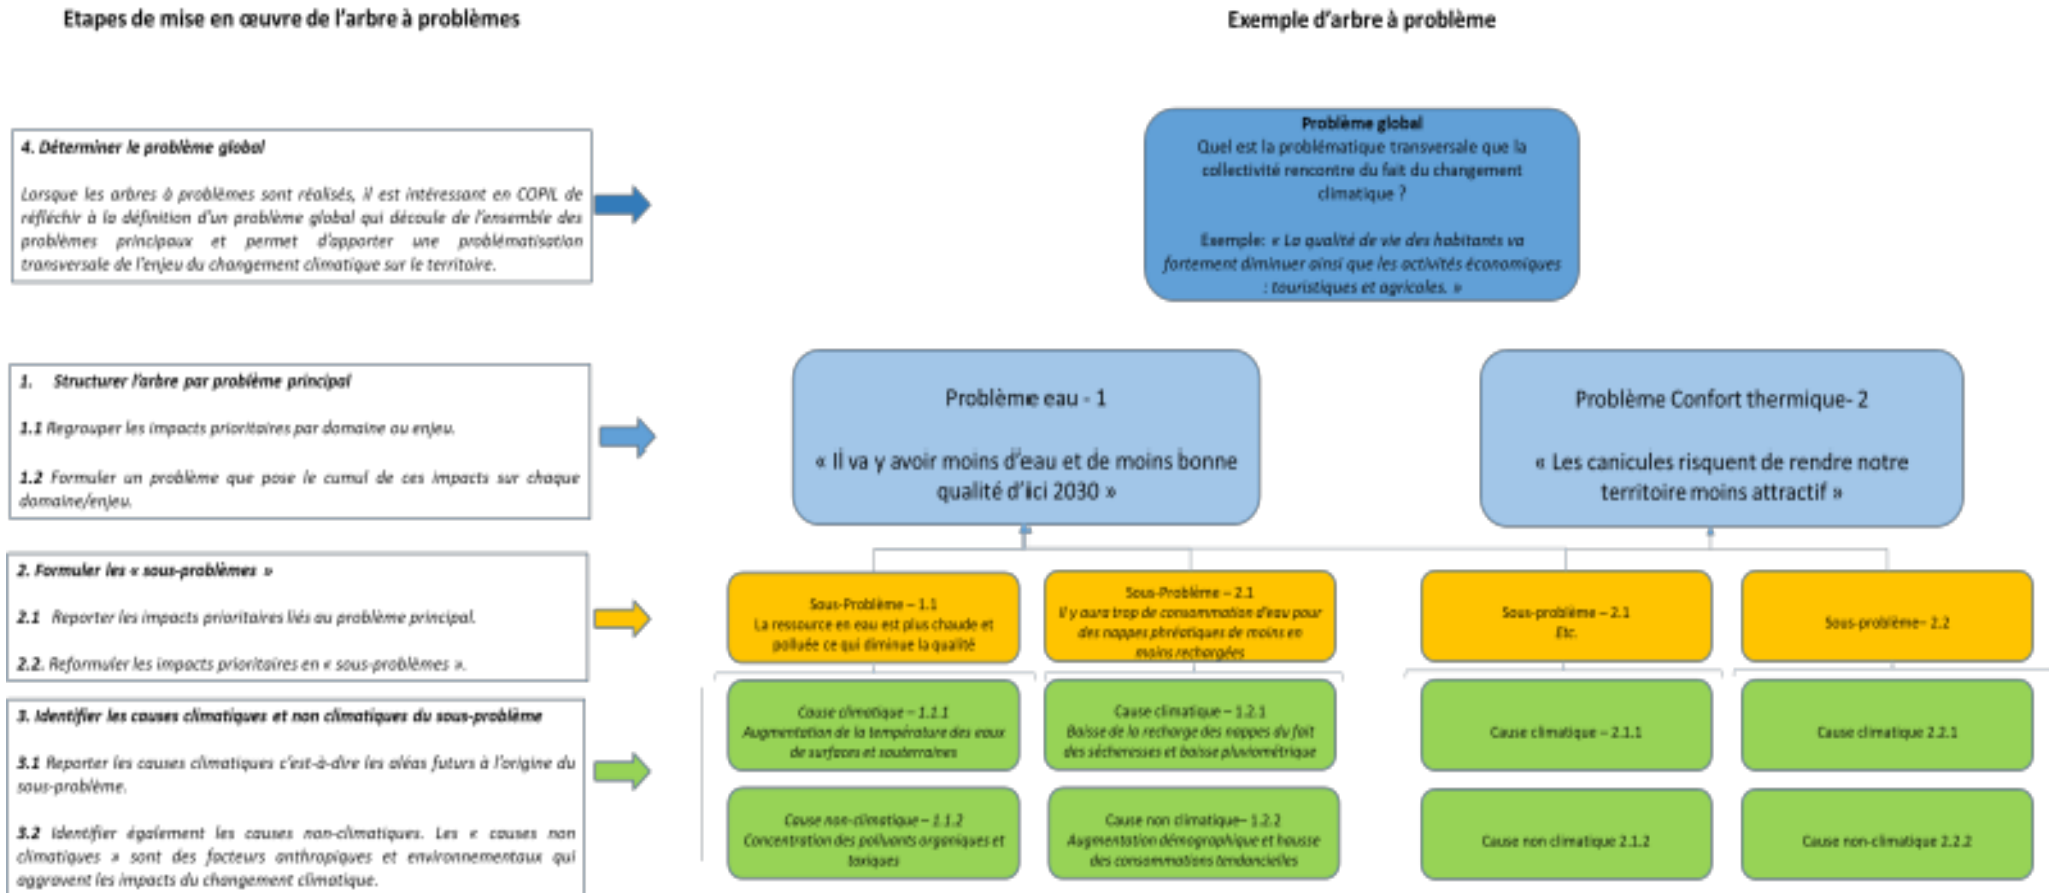 Etapes de mise en œuvre de l'arbre à problèmes
Exemple d'arbre à problème
4. Déterminer le problème global
Lorsque les arbres à problèmes sont réalisés, il est intéressant en COPIL de
réfléchir à la définition d'un problème global qui découle de l'ensemble des
problèmes principaux et permet d'apporter une problématisation
transversale de l'enjeu du changement climatique sur le territoire.
Problème global
Quel est la problématique transversale que la
collectivité rencontre du fait du changement
climatique ?
Exemple: « La qualité de vie des habitants va
fortement diminuer ainsi que les activités économiques
: touristiques et agricoles. »
1. Structurer l'arbre par problème principal
1.1 Regrouper les impacts prioritaires par domaine ou enjeu.
1.2 Formuler un problème que pose le cumul de ces impacts sur chaque
domaine/enjeu.
Problème eau - 1
« Il va y avoir moins d'eau et de moins bonne
qualité d'ici 2030 »
Problème Confort thermique- 2
« Les canicules risquent de rendre notre
territoire moins attractif »
2. Formuler les « sous-problèmes »
2.1 Reporter les impacts prioritaires liés au problème principal.
2.2. Reformuler les impacts prioritaires en « sous-problèmes ».
Sous-Problème – 1.1
La ressource en eau est plus chaude et
polluée ce qui diminue la qualité
Sous-Problème – 2.1
Il y aura trop de consommation d'eau pour
des nappes phréatiques de moins en
moins rechargées
Sous-problème – 2.1
Etc.
Sous-problème– 2.2
3. Identifier les causes climatiques et non climatiques du sous-problème
3.1 Reporter les causes climatiques c'est-à-dire les aléas futurs à l'origine du
sous-problème.
3.2 Identifier également les causes non-climatiques. Les « causes non
climatiques » sont des facteurs anthropiques et environnementaux qui
aggravent les impacts du changement climatique.
Cause climatique – 1.1.1
Augmentation de la température des eaux
de surfaces et souterraines
Cause climatique – 1.2.1
Baisse de la recharge des nappes du fait
des sécheresses et baisse pluviométrique
Cause climatique – 2.1.1
Cause climatique 2.2.1
Cause non-climatique – 1.1.2
Concentration des polluants organiques et
toxiques
Cause non climatique– 1.2.2
Augmentation démographique et hausse
des consommations tendancielles
Cause non climatique 2.1.2
Cause non-climatique 2.2.2